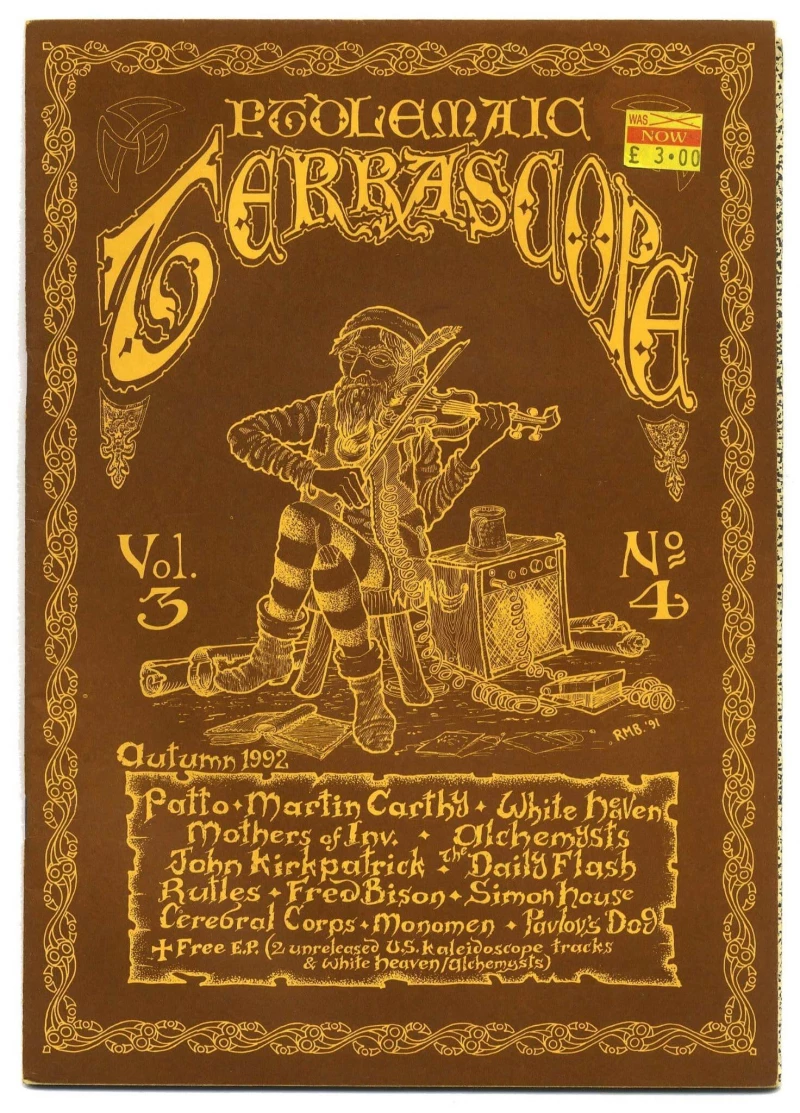 PTOLEMAIC
TERRASCOPE
WAS
NOW
£ 3·00
Vol.
3
No
4
RMB '91
Autumn 1992
Patto · Martin Carthy · White Heaven
Mothers of Inv. · Alchemysts
John Kirkpatrick · The Daily Flash
Rutles · Fred Bison · Simon House
Cerebral Corps · Monomen · Pavlov's Dog
+ Free E.P. (2 unreleased U.S. Kaleidoscope tracks
& White Heaven/Alchemysts)